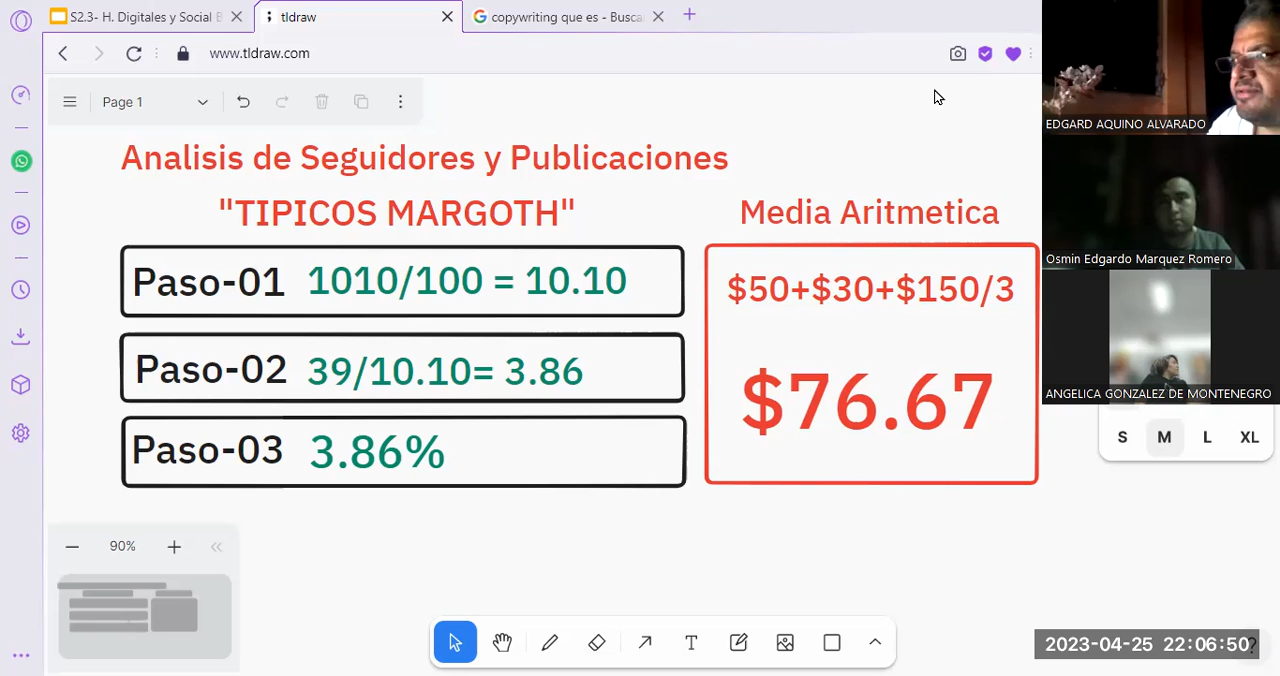 S2.3- H. Digitales y Social B
tldraw
copywriting que es - Busca
www.tldraw.com
Page 1
Analisis de Seguidores y Publicaciones
"TIPICOS MARGOTH"
Media Aritmetica
Paso-01 1010/100 = 10.10
$50+$30+$150/3
Paso-02 39/10.10= 3.86
$76.67
Paso-03 3.86%
EDGARD AQUINO ALVARADO
Osmin Edgardo Marquez Romero
ANGELICA GONZALEZ DE MONTENEGRO
S M L XL
90%
T
2023-04-25 22:06:50
?